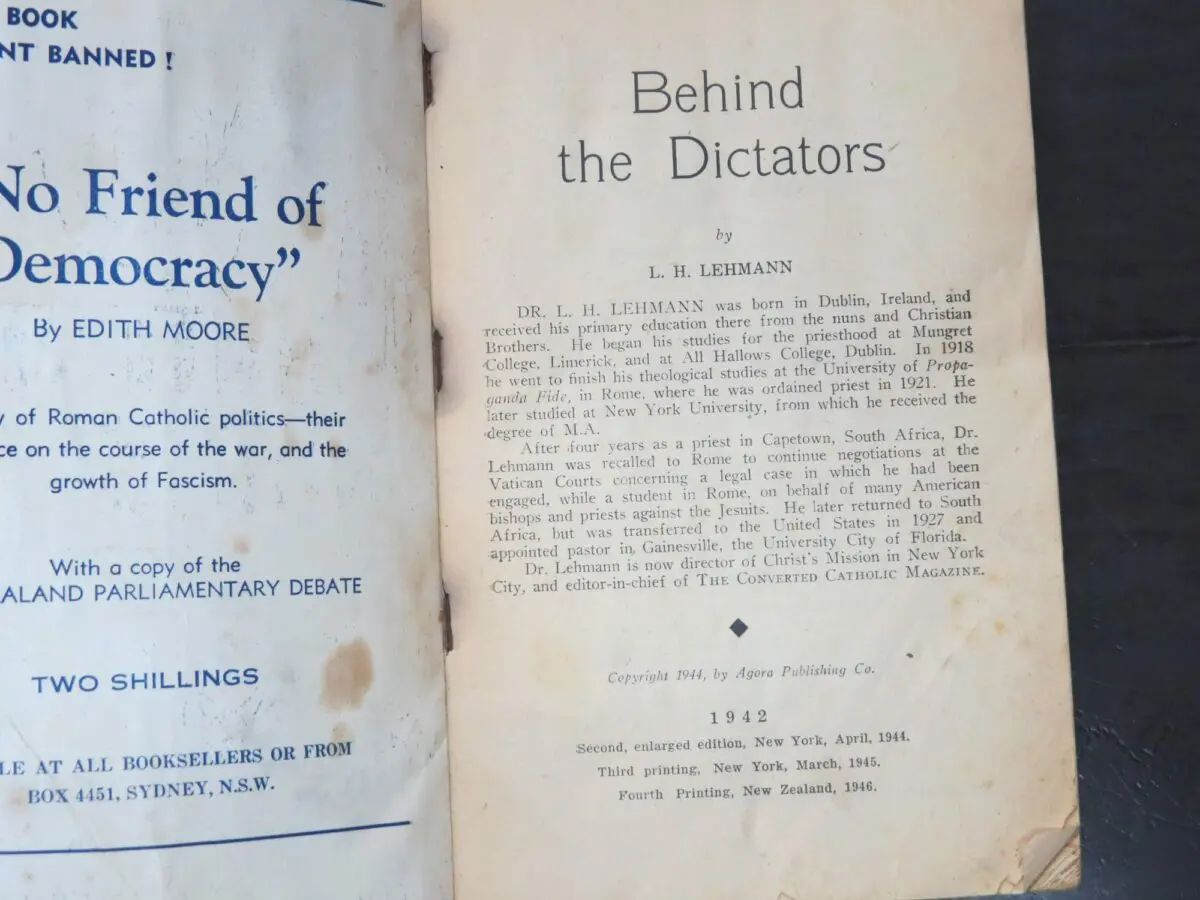 BOOK
NT BANNED !
No Friend of
Democracy”
By EDITH MOORE
y of Roman Catholic politics—their
ce on the course of the war, and the
growth of Fascism.
With a copy of the
ALAND PARLIAMENTARY DEBATE
TWO SHILLINGS
LE AT ALL BOOKSELLERS OR FROM
BOX 4451, SYDNEY, N.S.W.
Behind
the Dictators
by
L. H. LEHMANN
DR. L. H. LEHMANN was born in Dublin, Ireland, and
received his primary education there from the nuns and Christian
Brothers. He began his studies for the priesthood at Mungret
College, Limerick, and at All Hallows College, Dublin. In 1918
he went to finish his theological studies at the University of Propa-
ganda Fide, in Rome, where he was ordained priest in 1921. He
later studied at New York University, from which he received the
degree of M.A.
After four years as a priest in Capetown, South Africa, Dr.
Lehmann was recalled to Rome to continue negotiations at the
Vatican Courts concerning a legal case in which he had been
engaged, while a student in Rome, on behalf of many American
bishops and priests against the Jesuits. He later returned to South
Africa, but was transferred to the United States in 1927 and
appointed pastor in Gainesville, the University City of Florida.
Dr. Lehmann is now director of Christ's Mission in New York
City, and editor-in-chief of THE CONVERTED CATHOLIC MAGAZINE.
Copyright 1944, by Agora Publishing Co.
1942
Second, enlarged edition, New York, April, 1944.
Third printing, New York, March, 1945.
Fourth Printing, New Zealand, 1946.